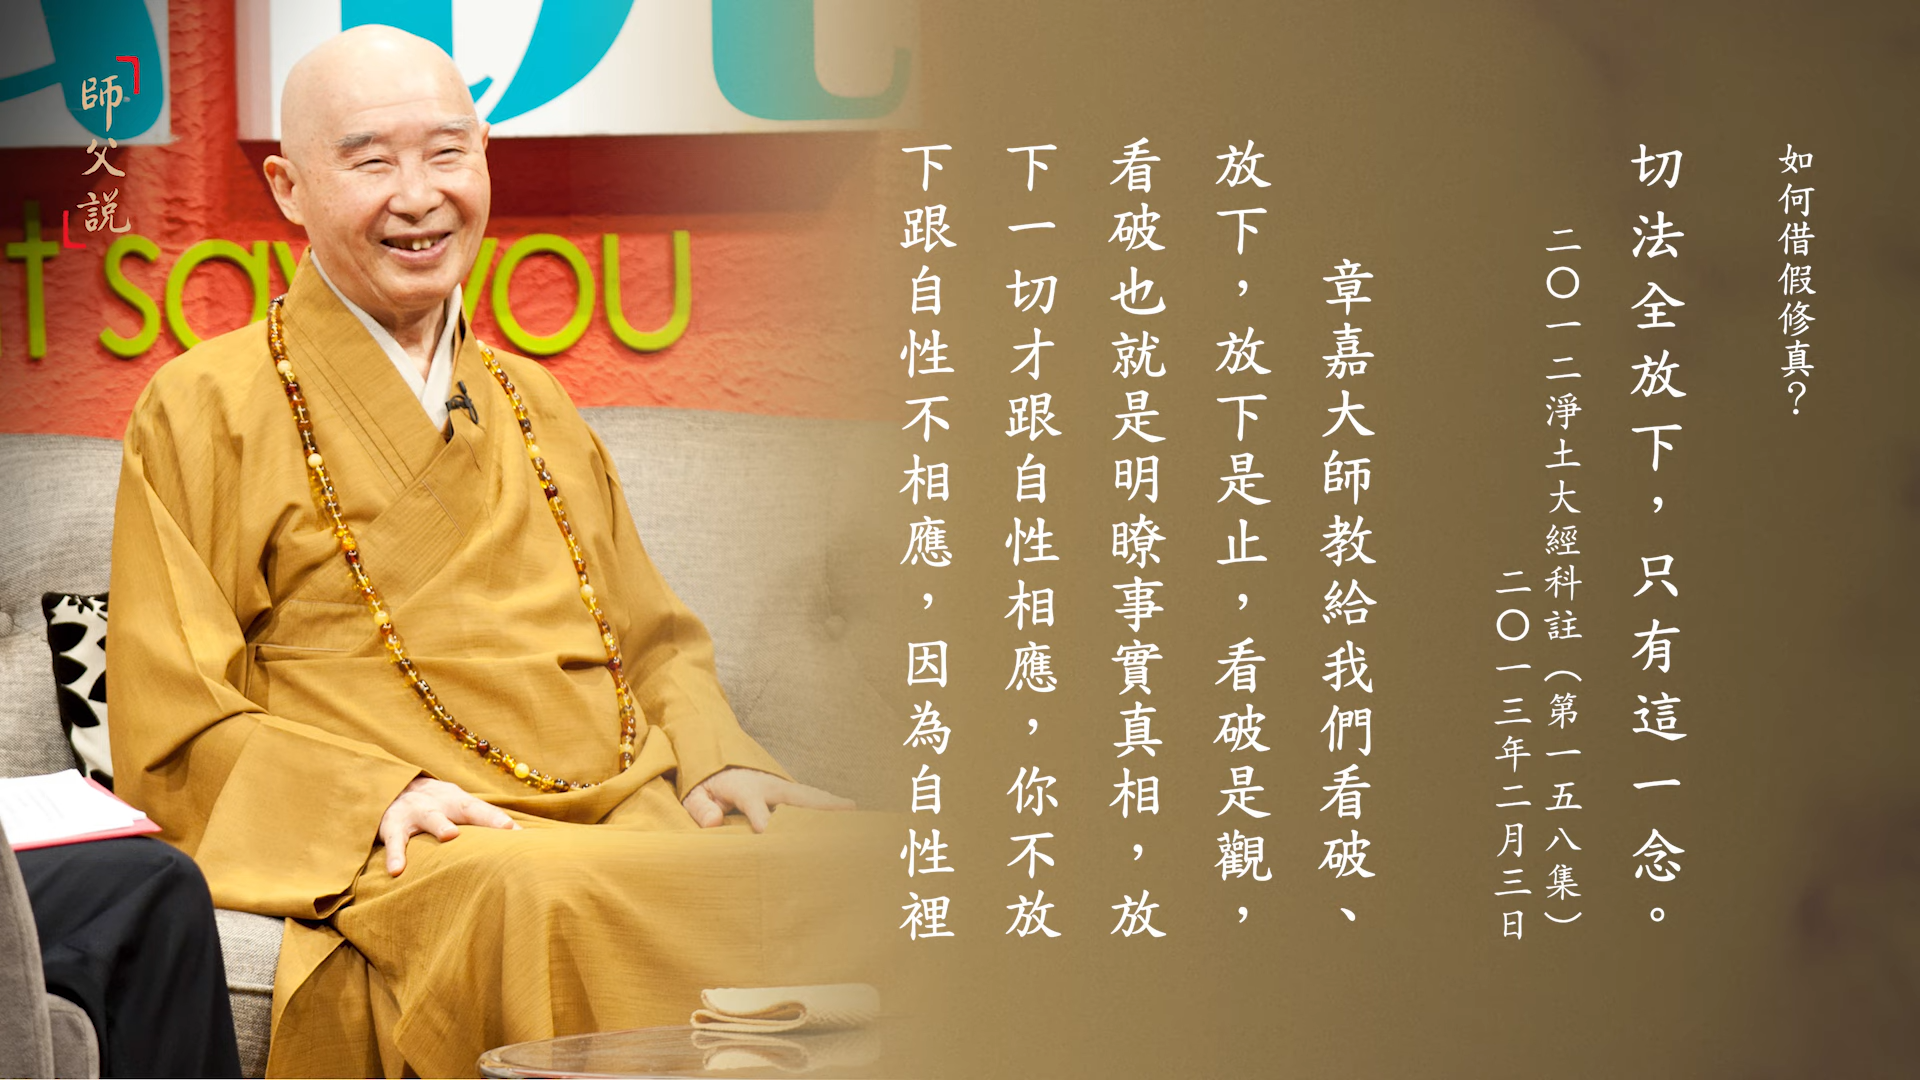 師父説
如何借假修真?
切法全放下，只有這一念。
二〇一二淨土大經科註（第一五八集）
二〇一三年二月三日
章嘉大師教給我們看破、
放下，放下是止，看破是觀，
看破也就是明瞭事實真相，放
下一切才跟自性相應，你不放
下跟自性不相應，因為自性裡
t say you